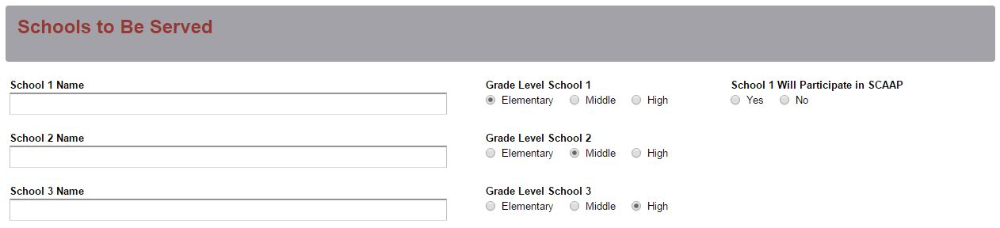 Schools to Be Served
School 1 Name
Grade Level School 1
School 1 Will Participate in SCAAP
Elementary Middle High
Yes No
School 2 Name
Grade Level School 2
Elementary Middle High
School 3 Name
Grade Level School 3
Elementary Middle High